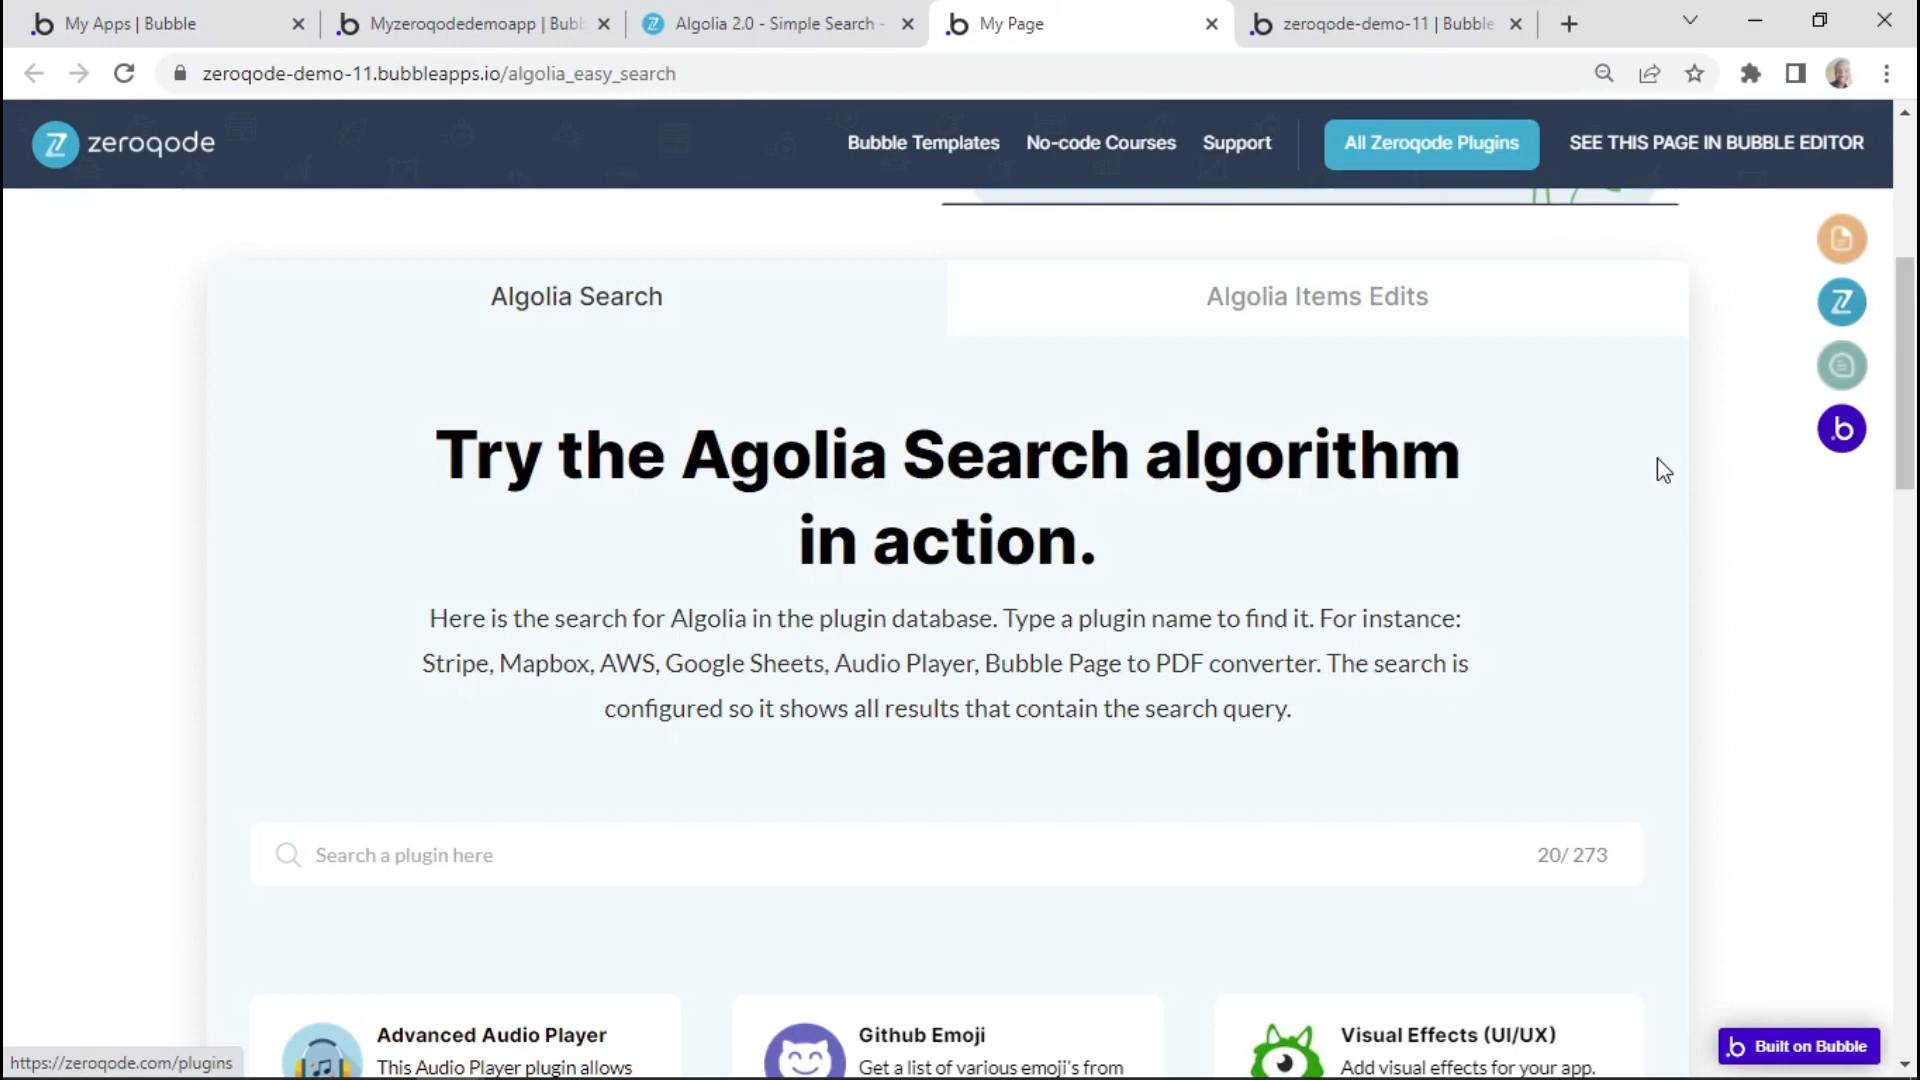 My Apps | Bubble
Myzeroqodedemoapp | Bub
Algolia 2.0 - Simple Search -
My Page
zeroqode-demo-11 | Bubble
zeroqode-demo-11.bubbleapps.io/algolia_easy_search
zeroqode
Bubble Templates
No-code Courses
Support
All Zeroqode Plugins
SEE THIS PAGE IN BUBBLE EDITOR
Algolia Search
Algolia Items Edits
Try the Agolia Search algorithm
in action.
Here is the search for Algolia in the plugin database. Type a plugin name to find it. For instance:
Stripe, Mapbox, AWS, Google Sheets, Audio Player, Bubble Page to PDF converter. The search is
configured so it shows all results that contain the search query.
Search a plugin here
20/ 273
Advanced Audio Player
This Audio Player plugin allows
Github Emoji
Get a list of various emoji's from
Visual Effects (UI/UX)
Add visual effects for your app.
Built on Bubble
https://zeroqode.com/plugins